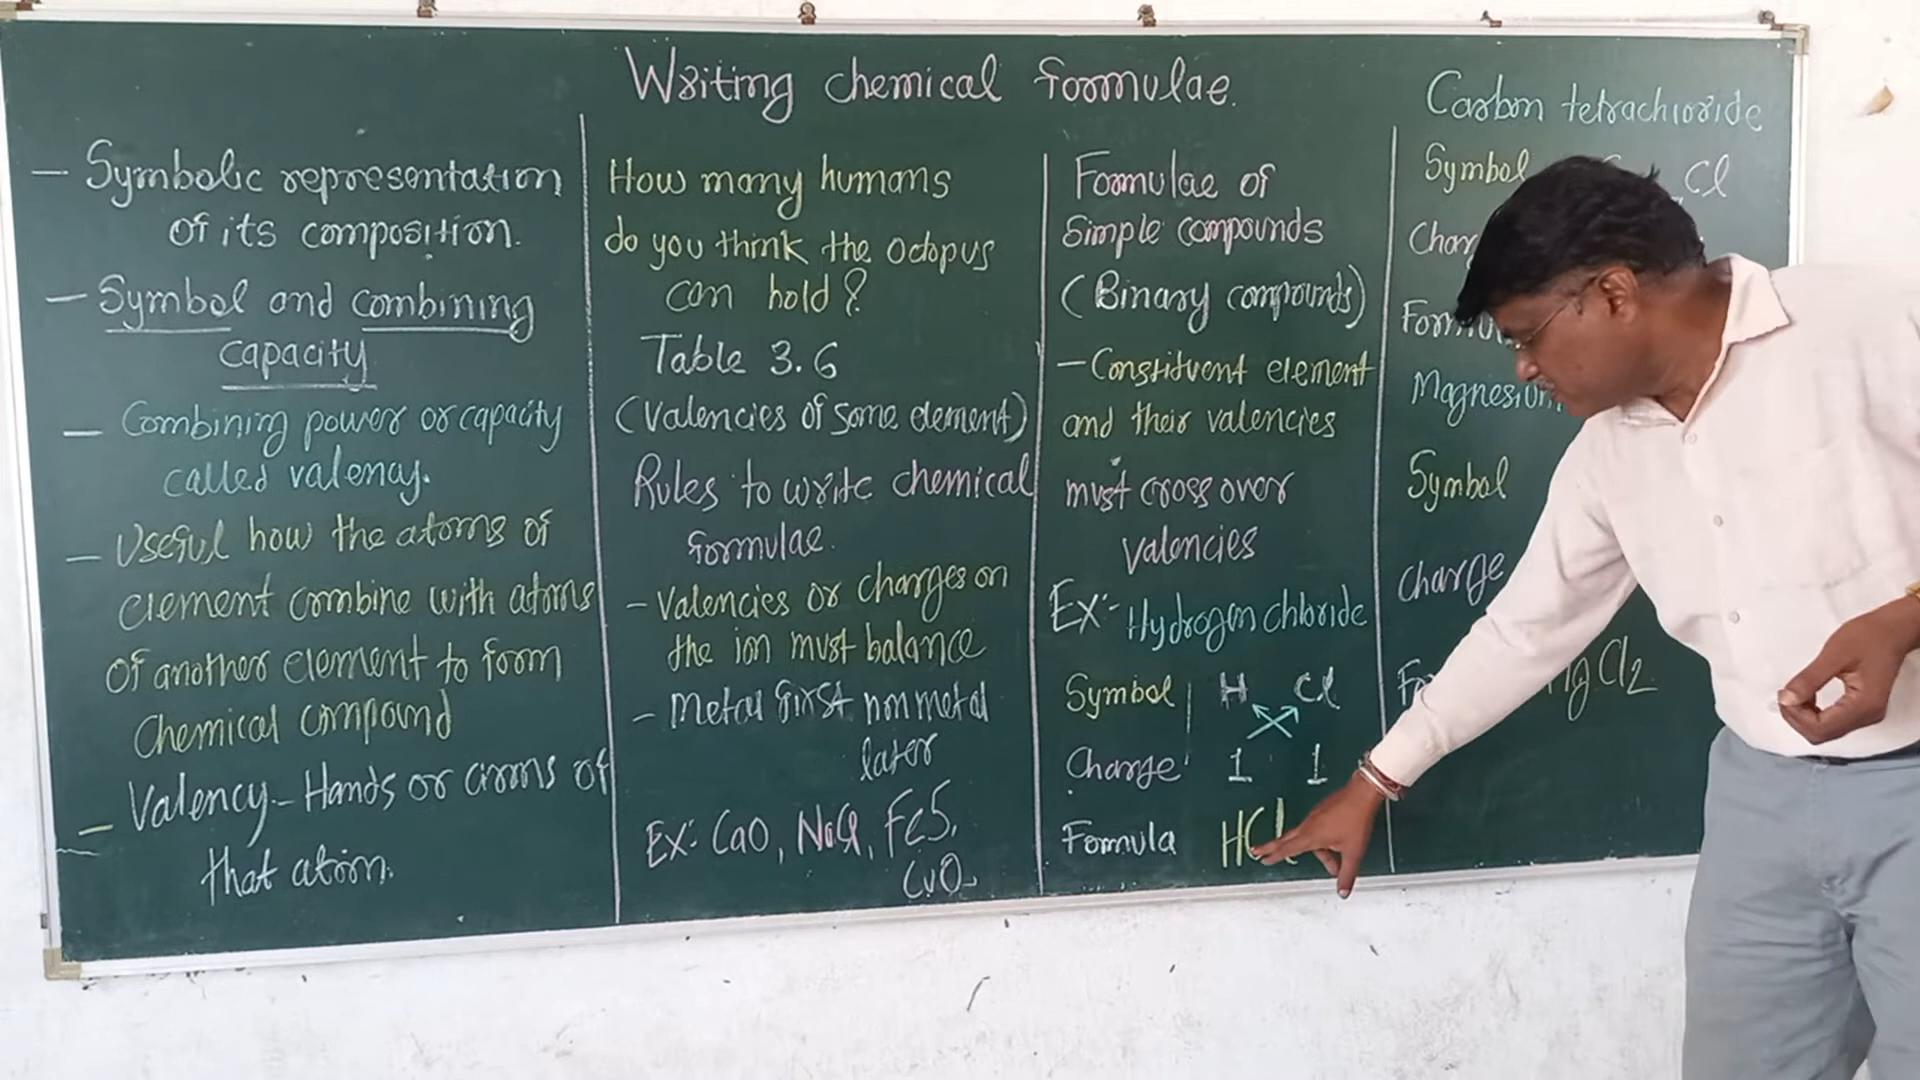 Writing chemical formulae.
- Symbolic representation
of its composition.
- Symbol and combining
capacity
- Combining power or capacity
called valency.
- Useful how the atoms of
element combine with atoms
of another element to form
chemical compound
- Valency - Hands or arms of
that atom.
How many humans
do you think the octopus
can hold?
Table 3.6
(Valencies of some element)
Rules to write chemical
formulae.
- Valencies or charges on
the ion must balance
- Metal first nonmetal
later
Ex: CaO, NaCl, FeS,
CuO
Formulae of
Simple compounds
(Binary compounds)
- Constituent element
and their valencies
must cross over
valencies
Ex:- Hydrogen chloride
Symbol H Cl
Charge 1 1
Formula HCl
Carbon tetrachloride
Symbol Cl
Magnesium
Symbol
Charge
MgCl2